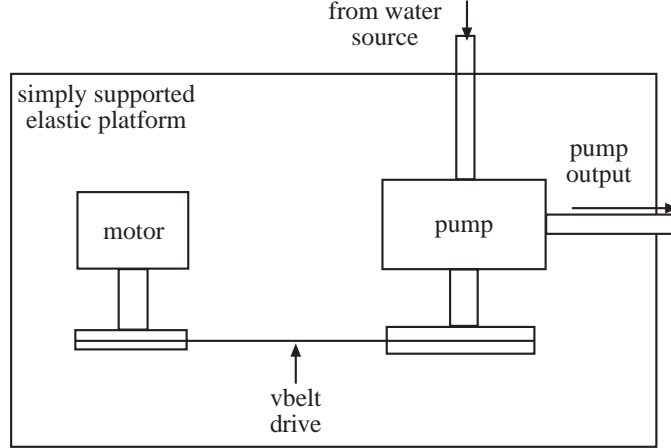 from water
source
simply supported
elastic platform
pump
output
motor
pump
vbelt
drive